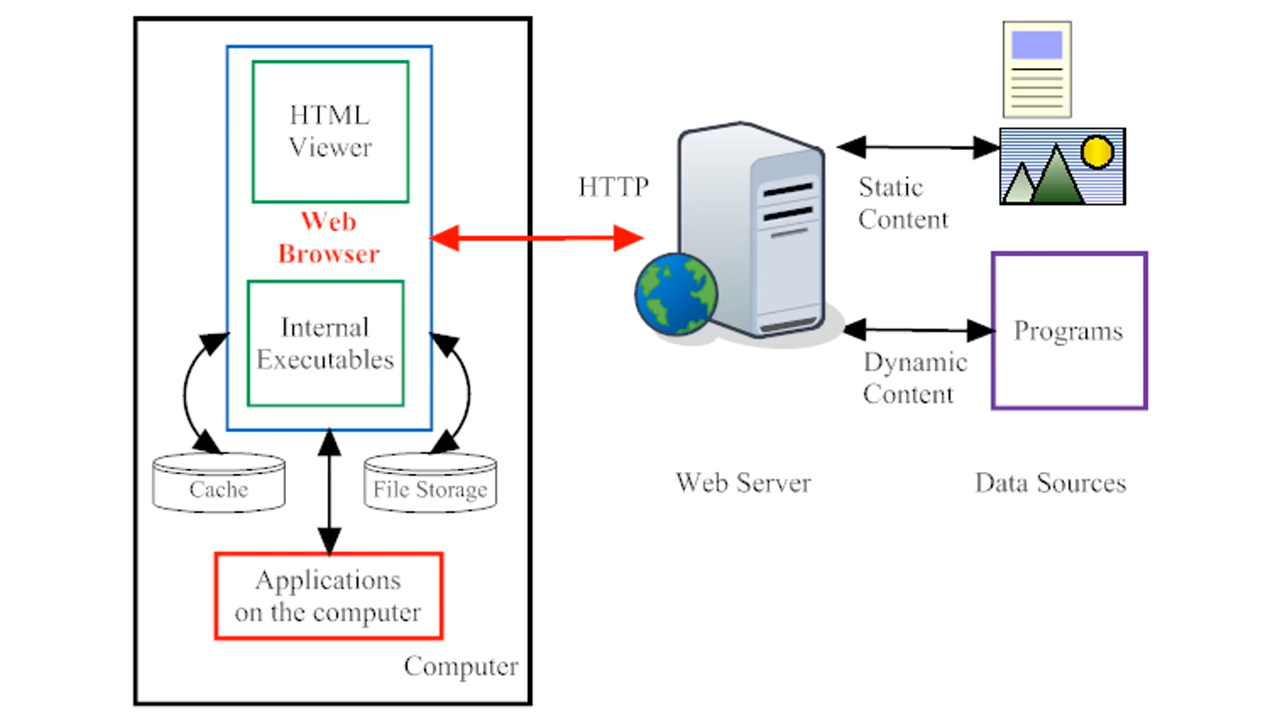 HTML
Viewer
Web
Browser
Internal
Executables
Cache
File Storage
Applications
on the computer
Computer
HTTP
Web Server
Static
Content
Dynamic
Content
Programs
Data Sources